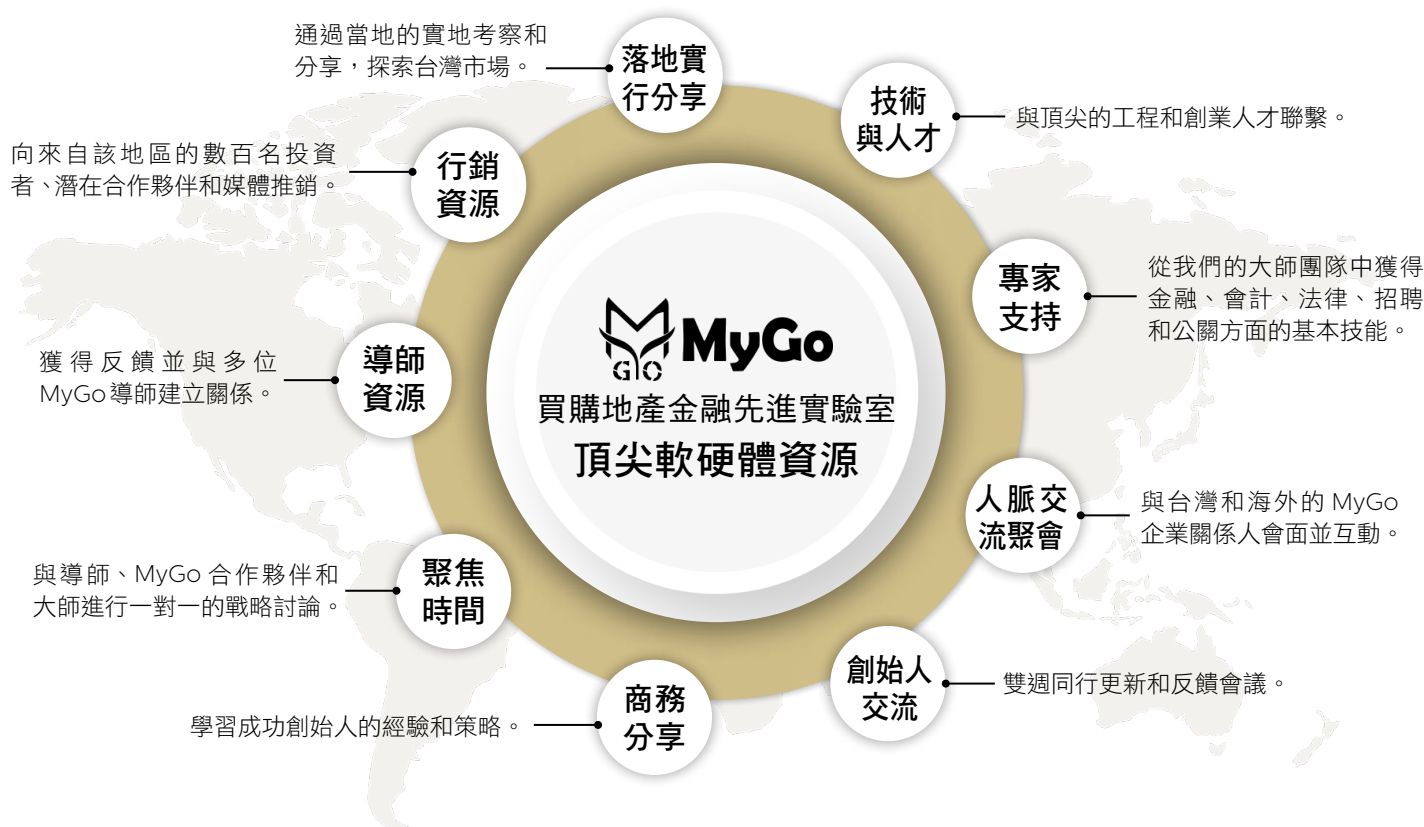 通過當地的實地考察和
分享,探索台灣市場。
落地實
行分享
技術
與人才
與頂尖的工程和創業人才聯繫。
向來自該地區的數百名投資
者、潛在合作夥伴和媒體推銷。
行銷
資源
專家
支持
從我們的大師團隊中獲得
金融、會計、法律、招聘
和公關方面的基本技能。
獲得反饋並與多位
MyGo 導師建立關係。
導師
資源
GO
MyGo
買購地產金融先進實驗室
頂尖軟硬體資源
人脈交
流聚會
與台灣和海外的 MyGo
企業關係人會面並互動。
與導師、MyGo 合作夥伴和
大師進行一對一的戰略討論。
聚焦
時間
創始人
交流
雙週同行更新和反饋會議。
學習成功創始人的經驗和策略。
商務
分享